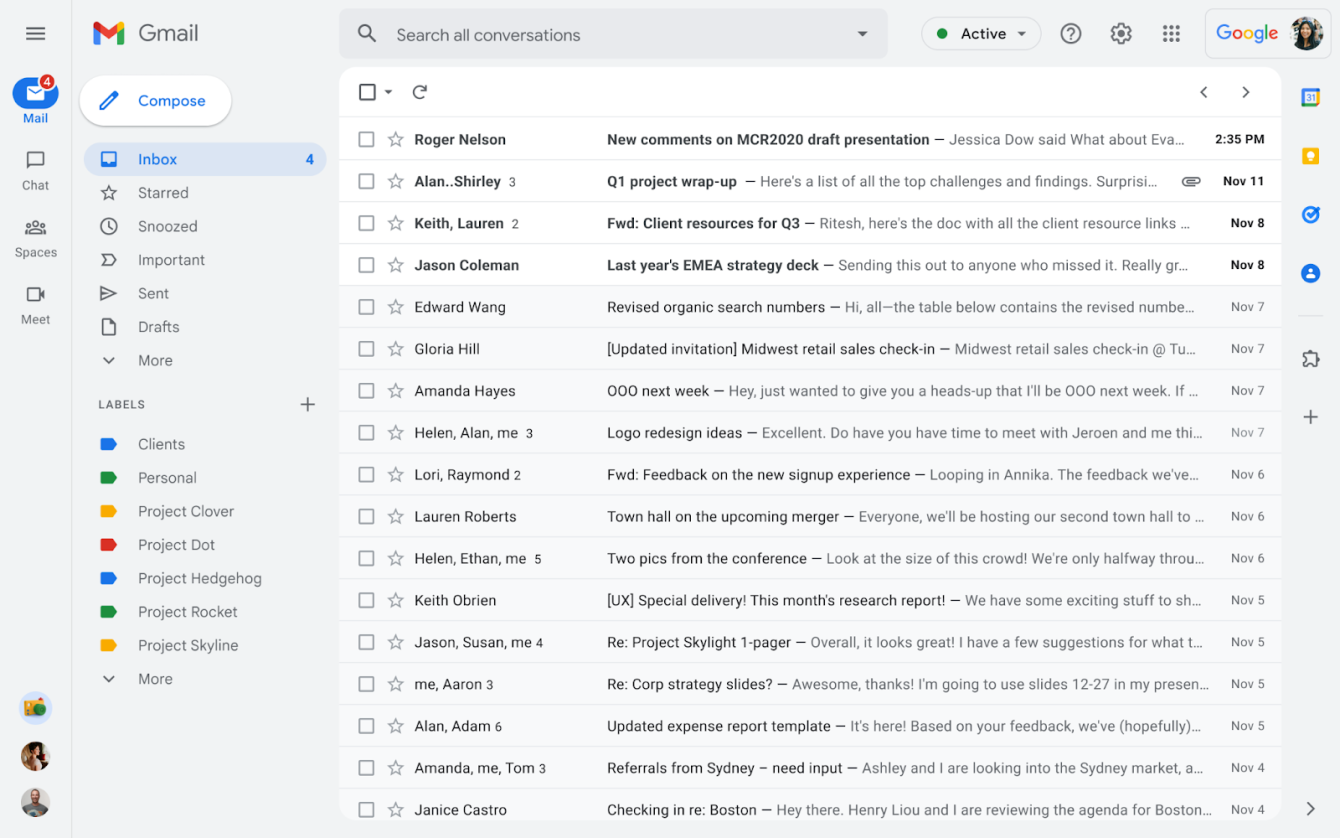 Gmail
Search all conversations
Active
Google
4
Mail
Chat
Spaces
Meet
Compose
Inbox 4
Starred
Snoozed
Important
Sent
Drafts
More
LABELS
Clients
Personal
Project Clover
Project Dot
Project Hedgehog
Project Rocket
Project Skyline
More
Roger Nelson New comments on MCR2020 draft presentation — Jessica Dow said What about Eva… 2:35 PM
Alan..Shirley 3 Q1 project wrap-up — Here's a list of all the top challenges and findings. Surprisi… Nov 11
Keith, Lauren 2 Fwd: Client resources for Q3 — Ritesh, here's the doc with all the client resource links … Nov 8
Jason Coleman Last year's EMEA strategy deck — Sending this out to anyone who missed it. Really gr… Nov 8
Edward Wang Revised organic search numbers — Hi, all—the table below contains the revised numbe… Nov 7
Gloria Hill [Updated invitation] Midwest retail sales check-in — Midwest retail sales check-in @ Tu… Nov 7
Amanda Hayes OOO next week — Hey, just wanted to give you a heads-up that I'll be OOO next week. If … Nov 7
Helen, Alan, me 3 Logo redesign ideas — Excellent. Do have you have time to meet with Jeroen and me thi… Nov 7
Lori, Raymond 2 Fwd: Feedback on the new signup experience — Looping in Annika. The feedback we've… Nov 6
Lauren Roberts Town hall on the upcoming merger — Everyone, we'll be hosting our second town hall to … Nov 6
Helen, Ethan, me 5 Two pics from the conference — Look at the size of this crowd! We're only halfway throu… Nov 6
Keith Obrien [UX] Special delivery! This month's research report! — We have some exciting stuff to sh… Nov 5
Jason, Susan, me 4 Re: Project Skylight 1-pager — Overall, it looks great! I have a few suggestions for what t… Nov 5
me, Aaron 3 Re: Corp strategy slides? — Awesome, thanks! I'm going to use slides 12-27 in my presen… Nov 5
Alan, Adam 6 Updated expense report template — It's here! Based on your feedback, we've (hopefully)… Nov 5
Amanda, me, Tom 3 Referrals from Sydney – need input — Ashley and I are looking into the Sydney market, a… Nov 4
Janice Castro Checking in re: Boston — Hey there. Henry Liou and I are reviewing the agenda for Boston… Nov 4
31